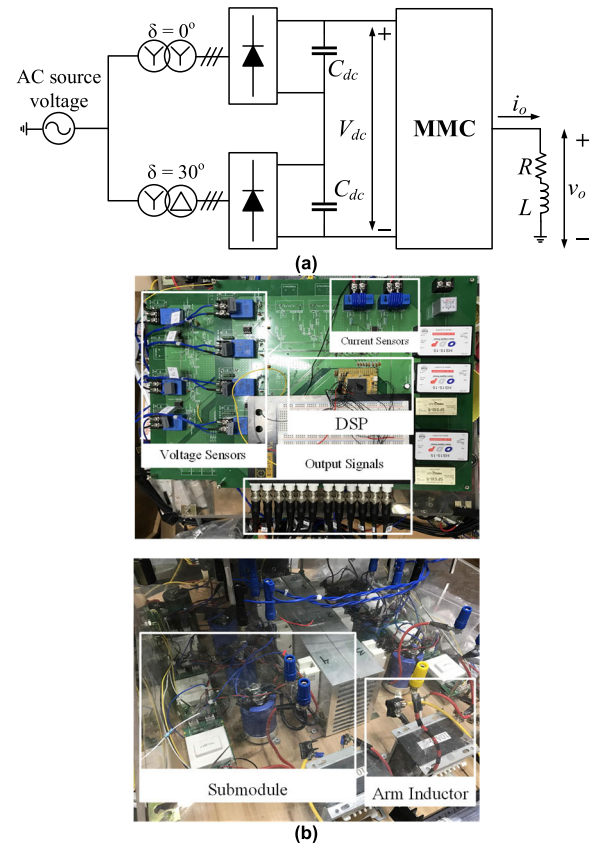 δ = 0°
AC source
voltage
δ = 30°
C_dc
V_dc
C_dc
MMC
i_o
R
L
v_o
+
−
+
−
(a)
Current Sensors
DSP
Voltage Sensors
Output Signals
Submodule
Arm Inductor
(b)